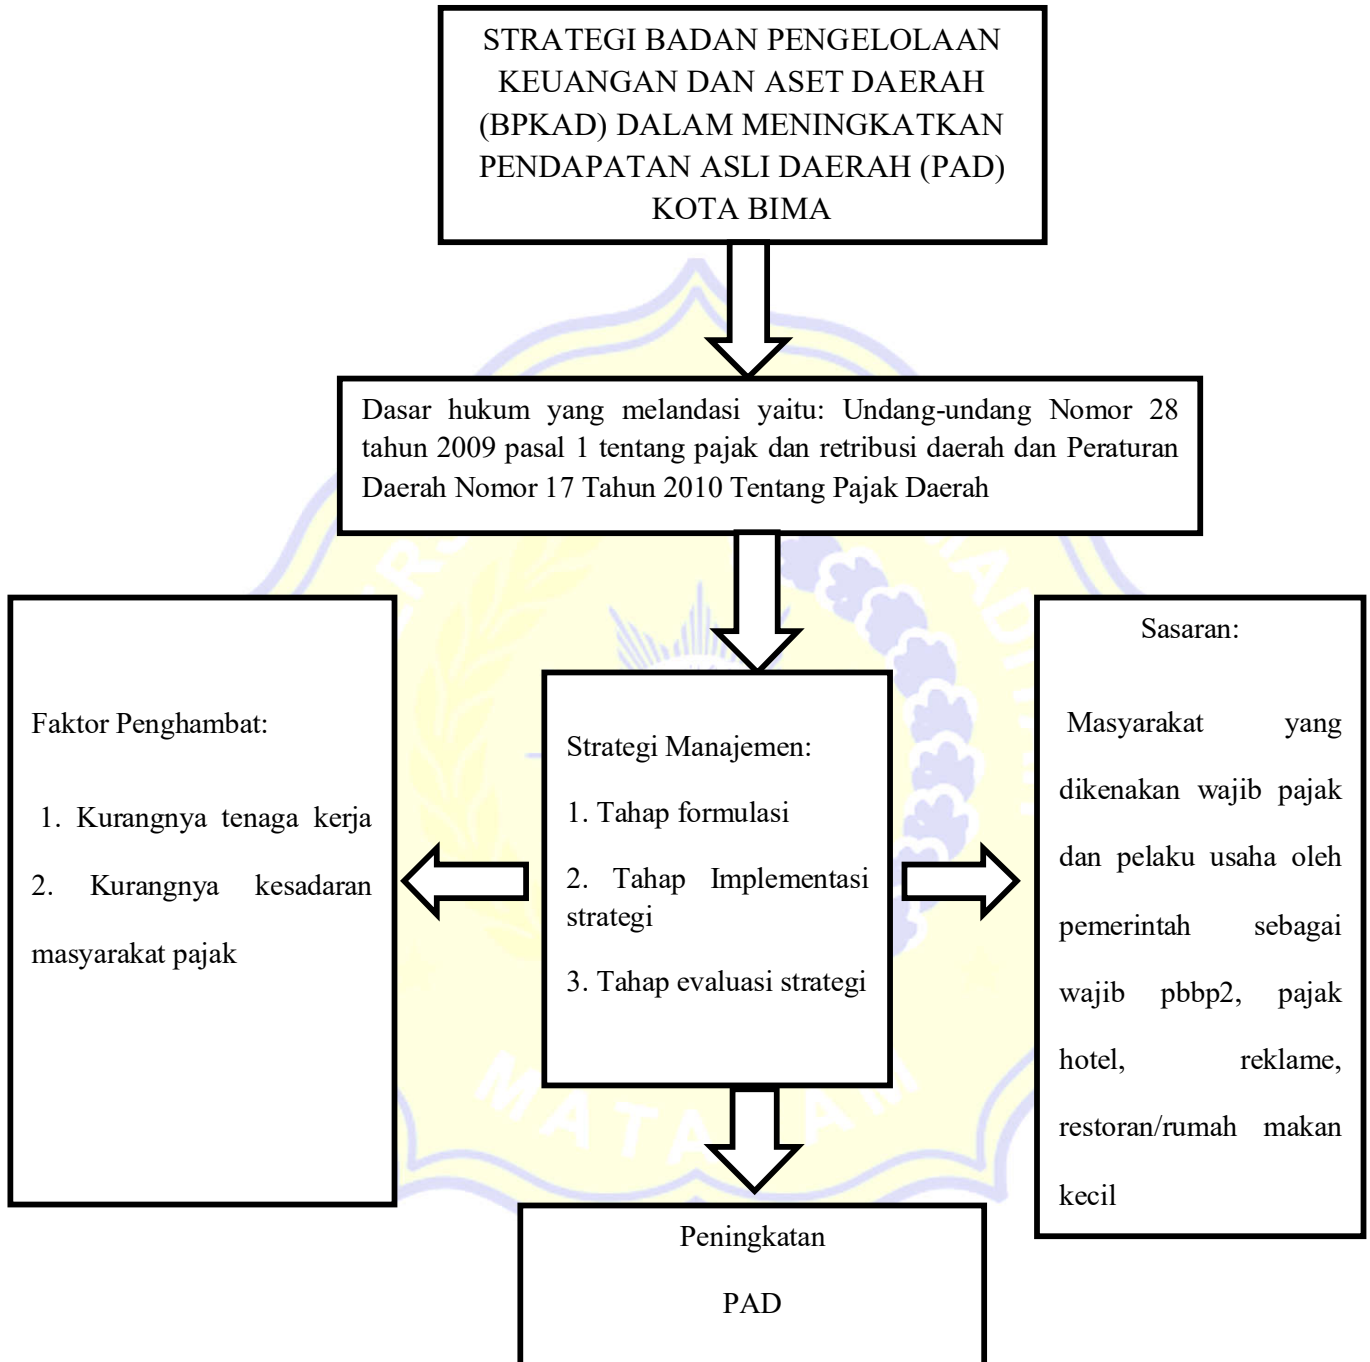 STRATEGI BADAN PENGELOLAAN
KEUANGAN DAN ASET DAERAH
(BPKAD) DALAM MENINGKATKAN
PENDAPATAN ASLI DAERAH (PAD)
KOTA BIMA
Dasar hukum yang melandasi yaitu: Undang-undang Nomor 28
tahun 2009 pasal 1 tentang pajak dan retribusi daerah dan Peraturan
Daerah Nomor 17 Tahun 2010 Tentang Pajak Daerah
Faktor Penghambat:
1. Kurangnya tenaga kerja
2. Kurangnya kesadaran
masyarakat pajak
Strategi Manajemen:
1. Tahap formulasi
2. Tahap Implementasi
strategi
3. Tahap evaluasi strategi
Sasaran:
Masyarakat yang
dikenakan wajib pajak
dan pelaku usaha oleh
pemerintah sebagai
wajib pbbp2, pajak
hotel, reklame,
restoran/rumah makan
kecil
Peningkatan
PAD